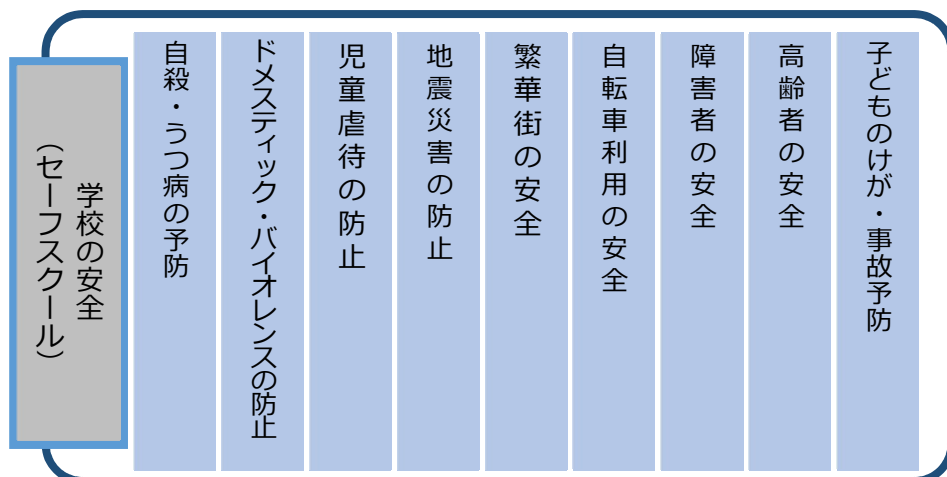 子どものけが・事故予防
高齢者の安全
障害者の安全
自転車利用の安全
繁華街の安全
地震災害の防止
児童虐待の防止
ドメスティック・バイオレンスの防止
自殺・うつ病の予防
学校の安全
（セーフスクール）